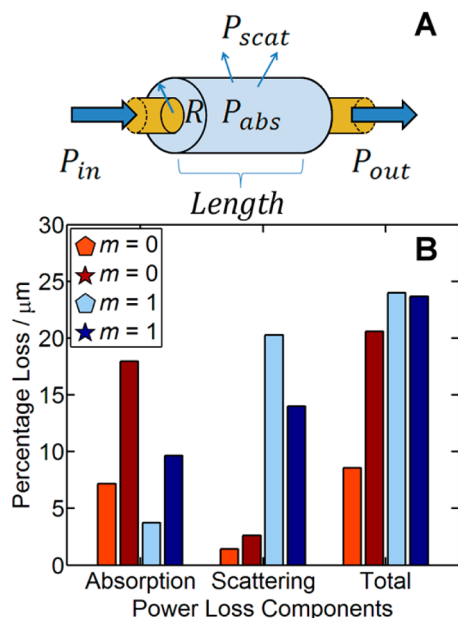 A
P_scat
R P_abs
P_in P_out
Length
B
30
25
20
15
10
5
0
Percentage Loss / μm
m = 0
m = 0
m = 1
m = 1
Absorption Scattering Total
Power Loss Components